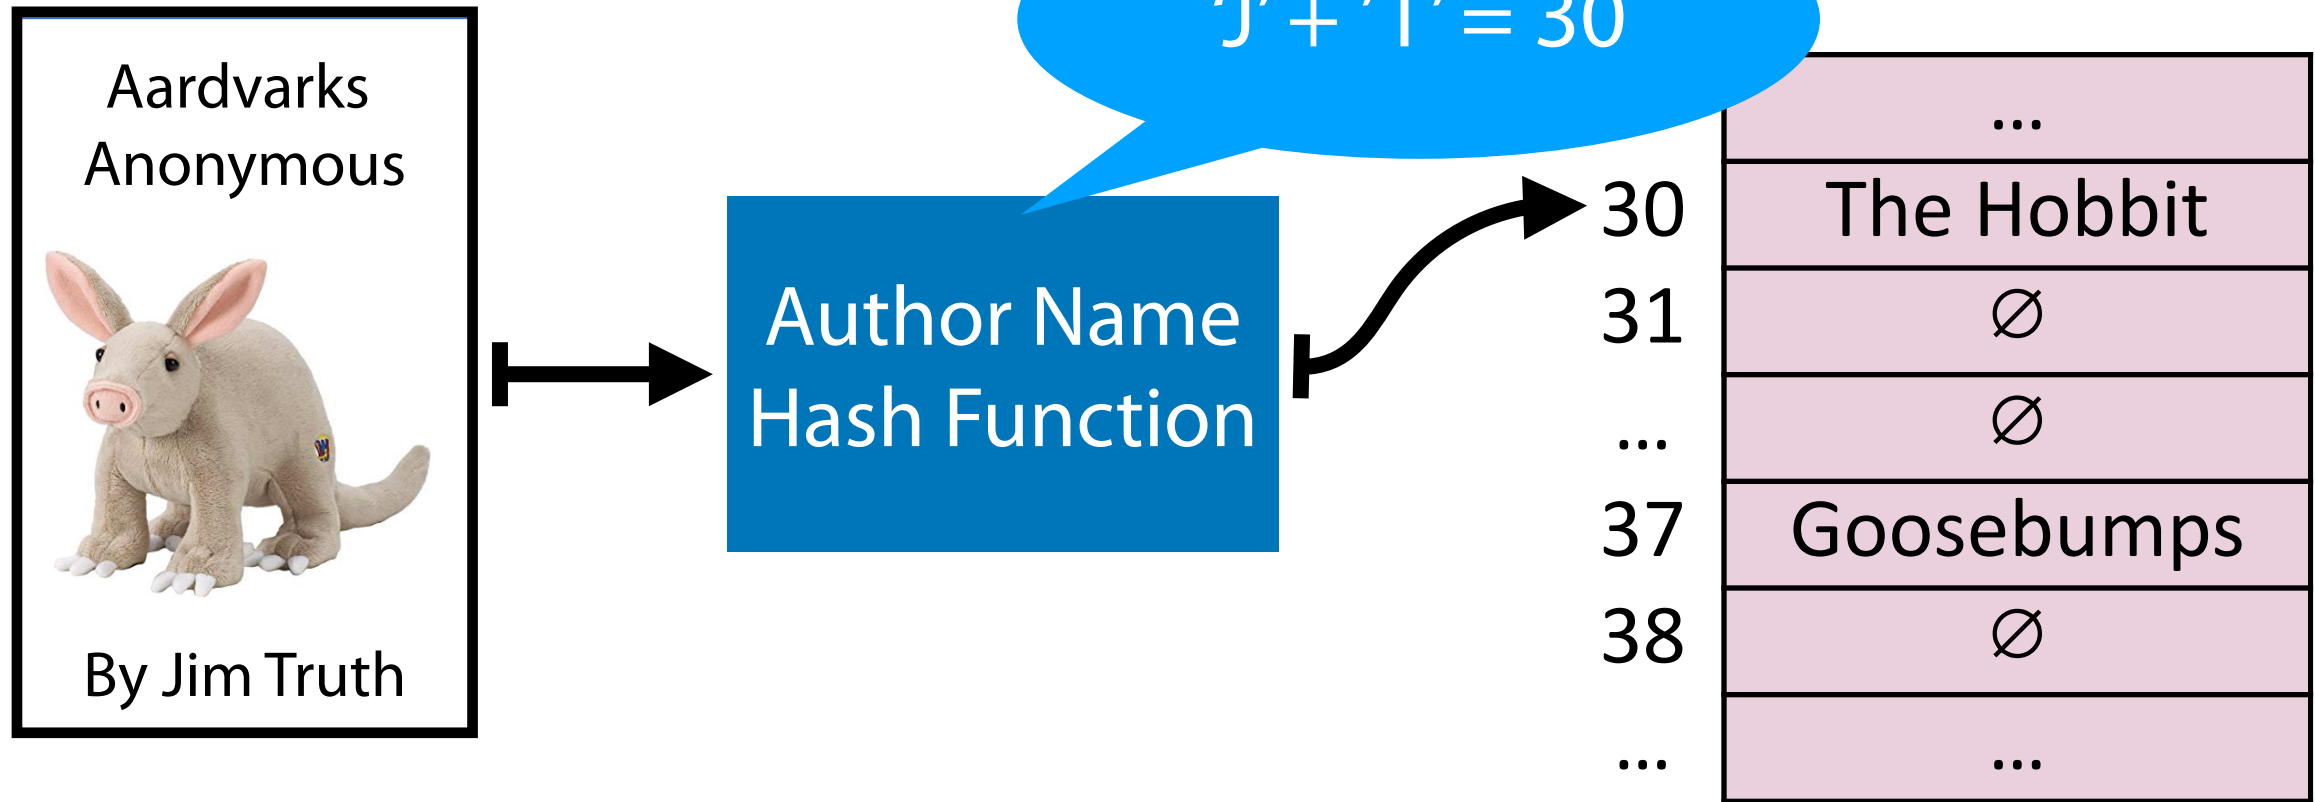 Aardvarks
Anonymous
By Jim Truth
'J' + 'T' = 30
Author Name
Hash Function
...
30 The Hobbit
31 ∅
... ∅
37 Goosebumps
38 ∅
... ...